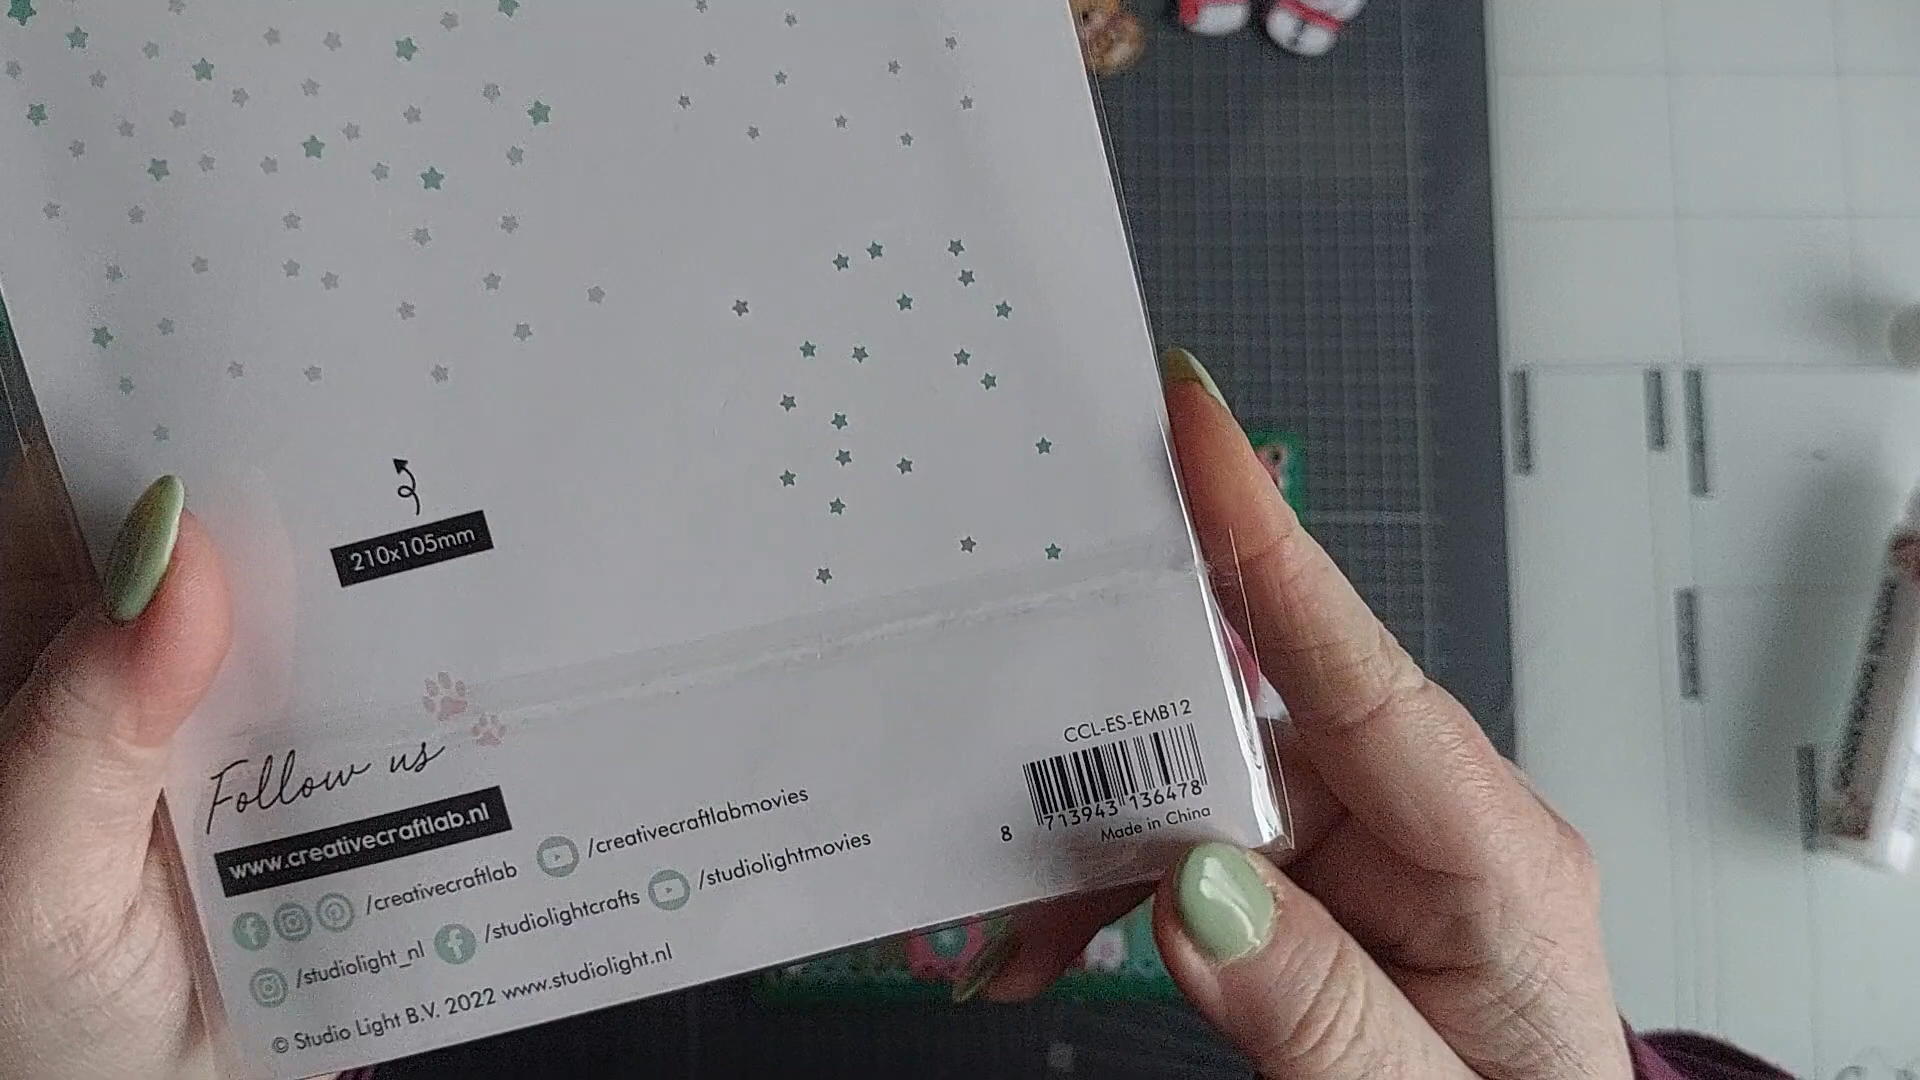 210x105mm
Follow us
www.creativecraftlab.nl
/creativecraftlab
/creativecraftlabmovies
/studiolight_nl
/studiolightcrafts
/studiolightmovies
© Studio Light B.V. 2022 www.studiolight.nl
CCL-ES-EMB12
8 713943 136478
Made in China